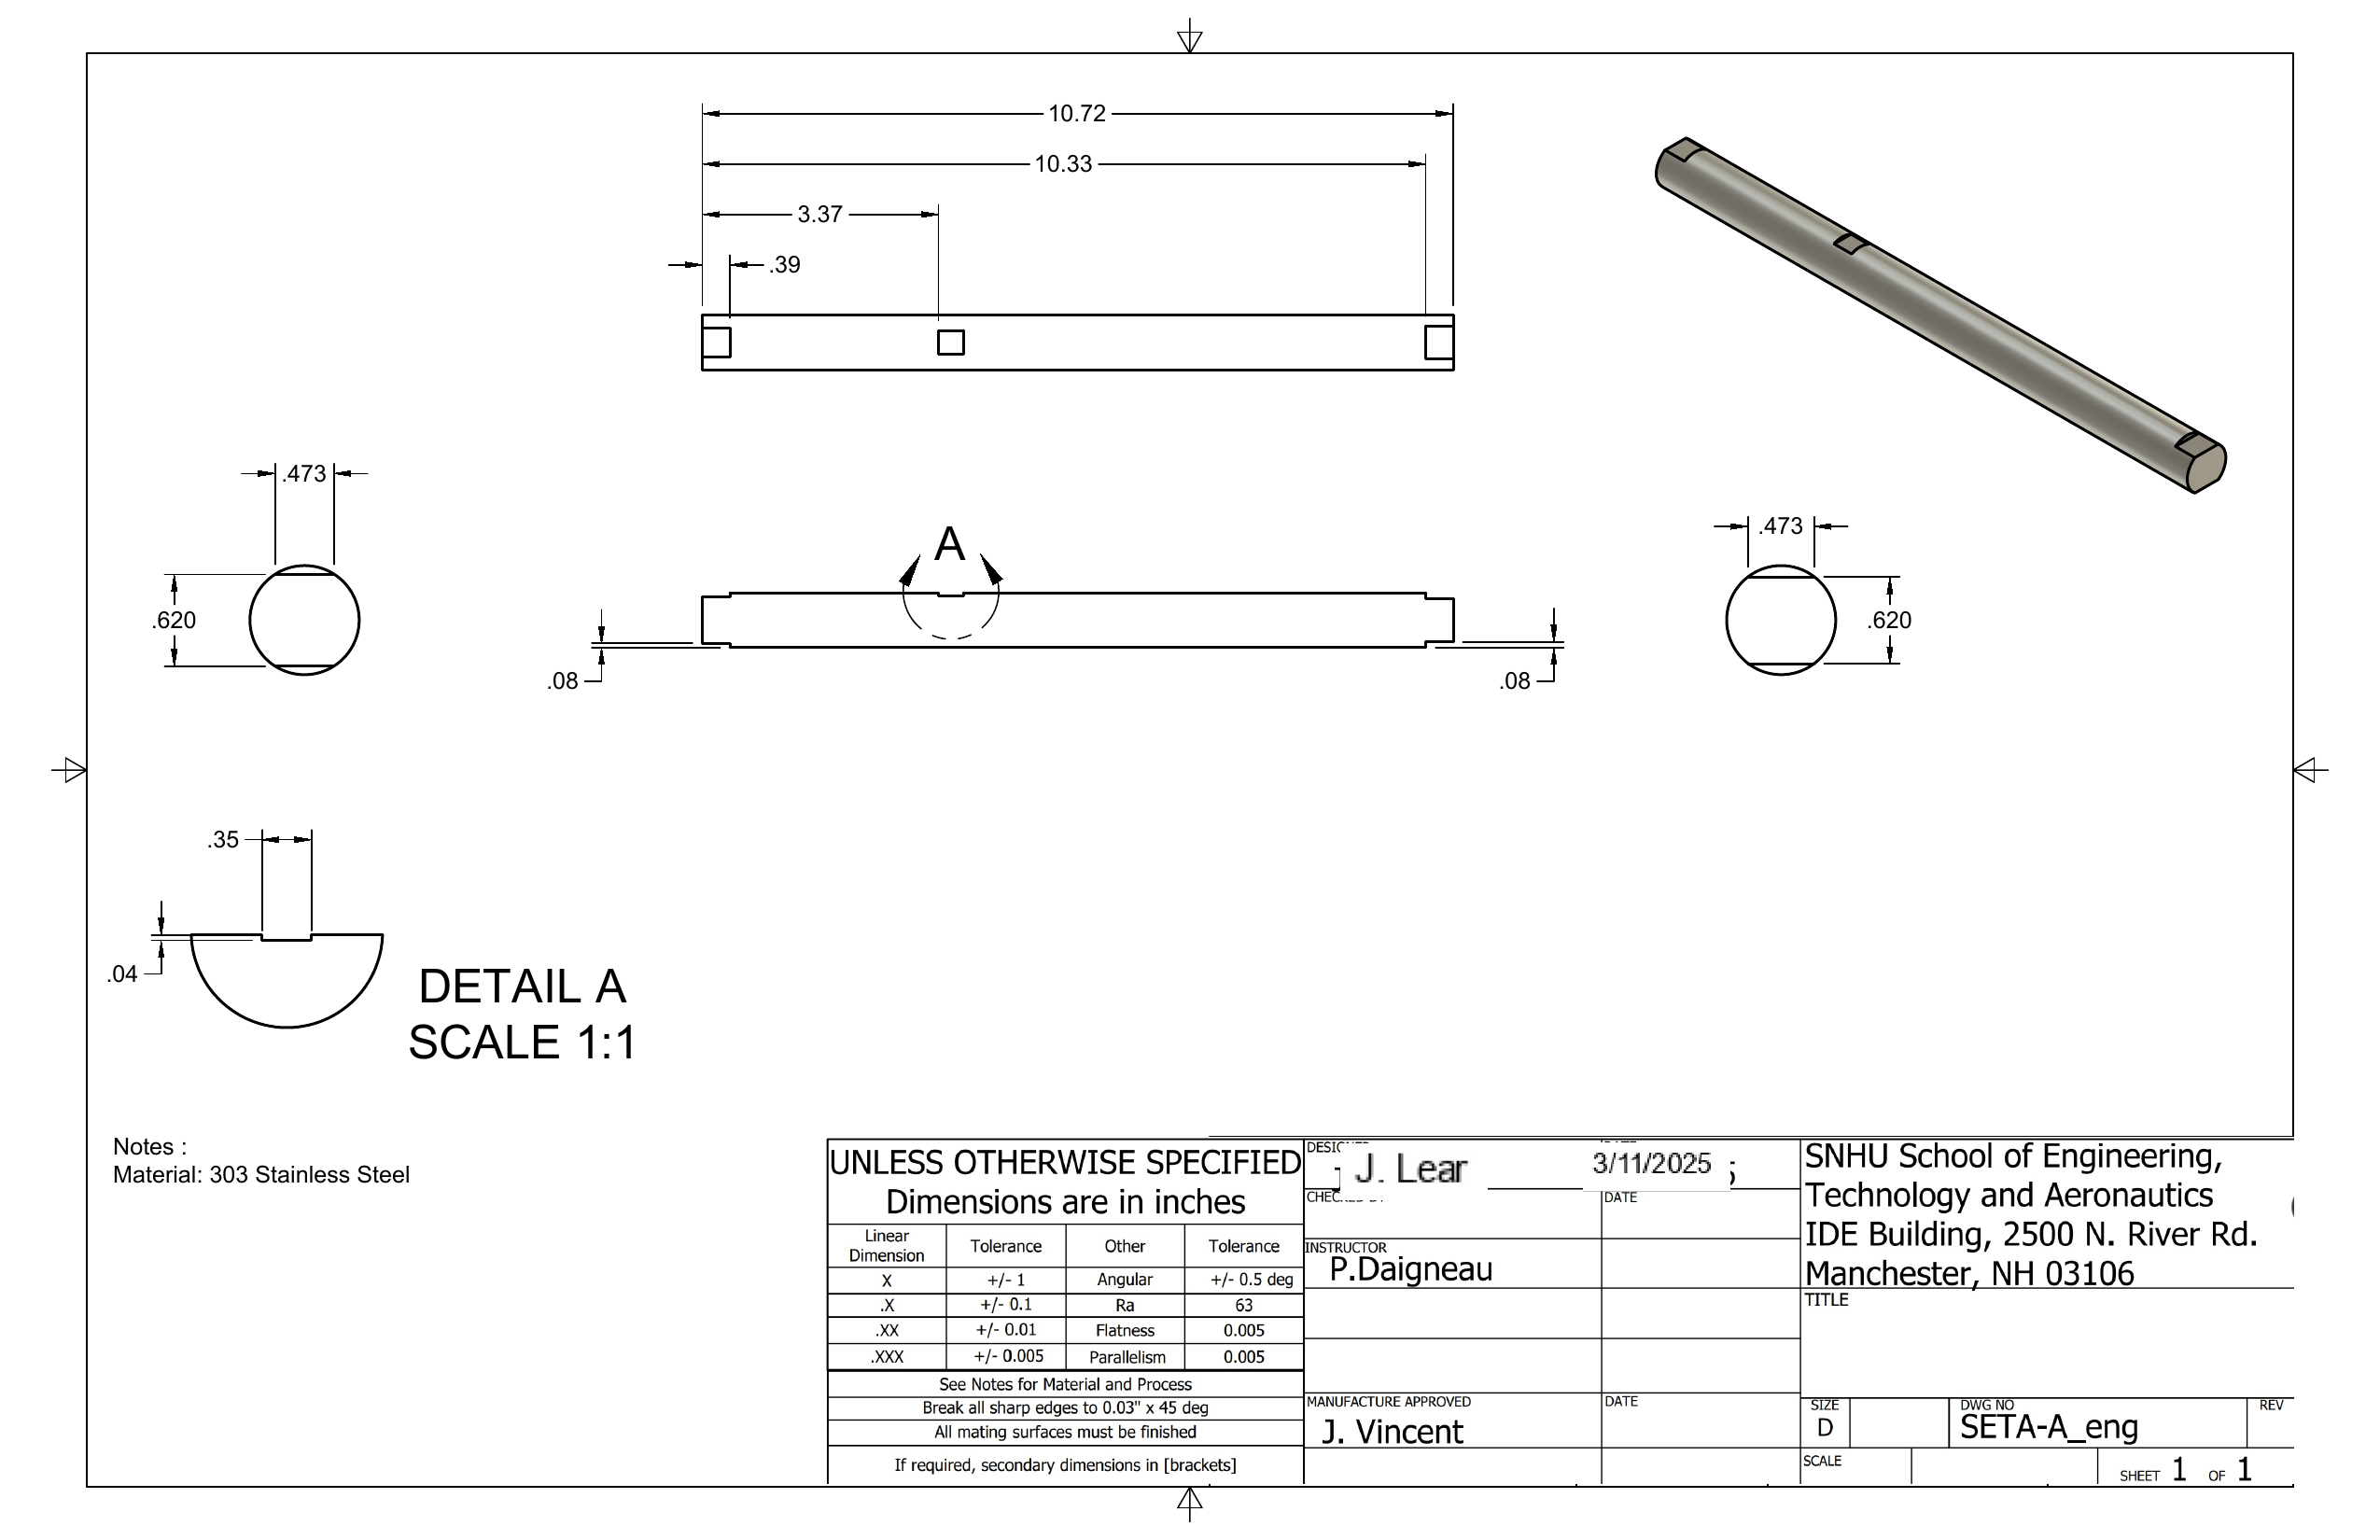 10.72
10.33
3.37
.39
.473
.620
A
.08
.08
.473
.620
.35
.04
DETAIL A
SCALE 1:1
Notes :
Material: 303 Stainless Steel
UNLESS OTHERWISE SPECIFIED
Dimensions are in inches
Linear Dimension Tolerance Other Tolerance
X +/- 1 Angular +/- 0.5 deg
.X +/- 0.1 Ra 63
.XX +/- 0.01 Flatness 0.005
.XXX +/- 0.005 Parallelism 0.005
See Notes for Material and Process
Break all sharp edges to 0.03" x 45 deg
All mating surfaces must be finished
If required, secondary dimensions in [brackets]
J. Lear 3/11/2025
DATE
INSTRUCTOR
P.Daigneau
MANUFACTURE APPROVED DATE
J. Vincent
SNHU School of Engineering,
Technology and Aeronautics
IDE Building, 2500 N. River Rd.
Manchester, NH 03106
TITLE
SIZE DWG NO REV
D SETA-A_eng
SCALE
SHEET 1 OF 1